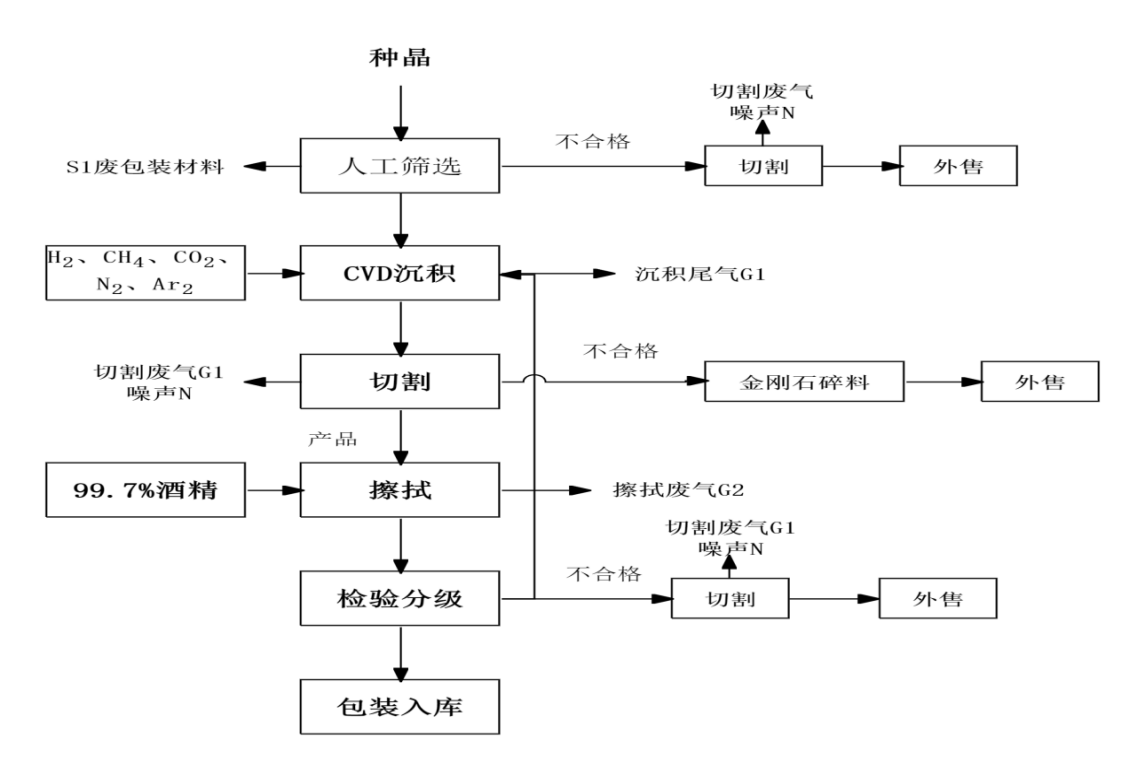 种晶
切割废气
噪声N
不合格
S1废包装材料
人工筛选
切割
外售
H₂、CH₄、CO₂、
N₂、Ar₂
CVD沉积
沉积尾气G1
不合格
切割废气G1
噪声N
切割
金刚石碎料
外售
产品
99.7%酒精
擦拭
擦拭废气G2
切割废气G1
噪声N
不合格
检验分级
切割
外售
包装入库